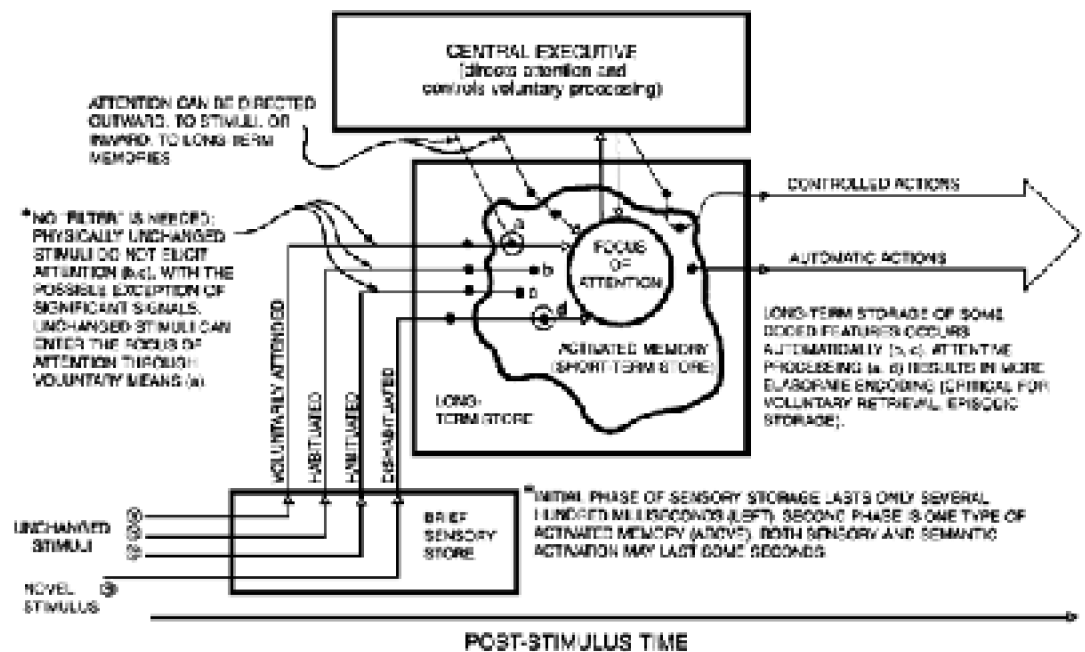 CENTRAL EXECUTIVE
(directs attention and
controls voluntary processing)
ATTENTION CAN BE DIRECTED
OUTWARD, TO STIMULI, OR
INWARD, TO LONG-TERM
MEMORIES
*NO "FILTER" IS NEEDED;
PHYSICALLY UNCHANGED
STIMULI DO NOT ELICIT
ATTENTION (b,c), WITH THE
POSSIBLE EXCEPTION OF
SIGNIFICANT SIGNALS.
UNCHANGED STIMULI CAN
ENTER THE FOCUS OF
ATTENTION THROUGH
VOLUNTARY MEANS (a).
a
b
c
d
FOCUS
OF
ATTENTION
ACTIVATED MEMORY
(SHORT-TERM STORE)
LONG-
TERM STORE
CONTROLLED ACTIONS
AUTOMATIC ACTIONS
LONG-TERM STORAGE OF SOME
CODED FEATURES OCCURS
AUTOMATICALLY (b, c). ATTENTIVE
PROCESSING (a, d) RESULTS IN MORE
ELABORATE ENCODING (CRITICAL FOR
VOLUNTARY RETRIEVAL, EPISODIC
STORAGE).
VOLUNTARILY ATTENDED
HABITUATED
HABITUATED
DISHABITUATED
UNCHANGED
STIMULI
NOVEL
STIMULUS
BRIEF
SENSORY
STORE
*INITIAL PHASE OF SENSORY STORAGE LASTS ONLY SEVERAL
HUNDRED MILLISECONDS (LEFT). SECOND PHASE IS ONE TYPE OF
ACTIVATED MEMORY (ABOVE). BOTH SENSORY AND SEMANTIC
ACTIVATION MAY LAST SOME SECONDS.
POST-STIMULUS TIME